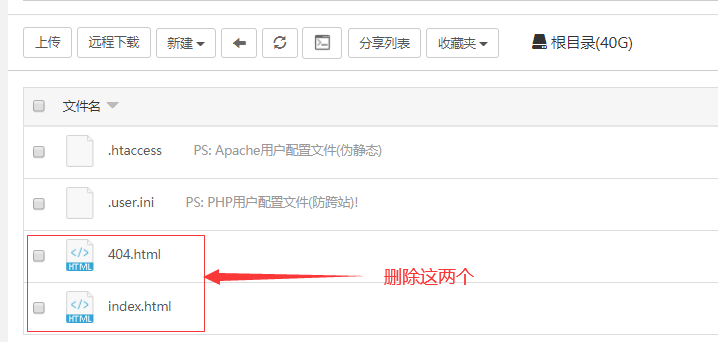 上传 远程下载 新建 分享列表 收藏夹 根目录(40G)
文件名
.htaccess PS: Apache用户配置文件(伪静态)
.user.ini PS: PHP用户配置文件(防跨站)!
</> HTML 404.html
删除这两个
</> HTML index.html